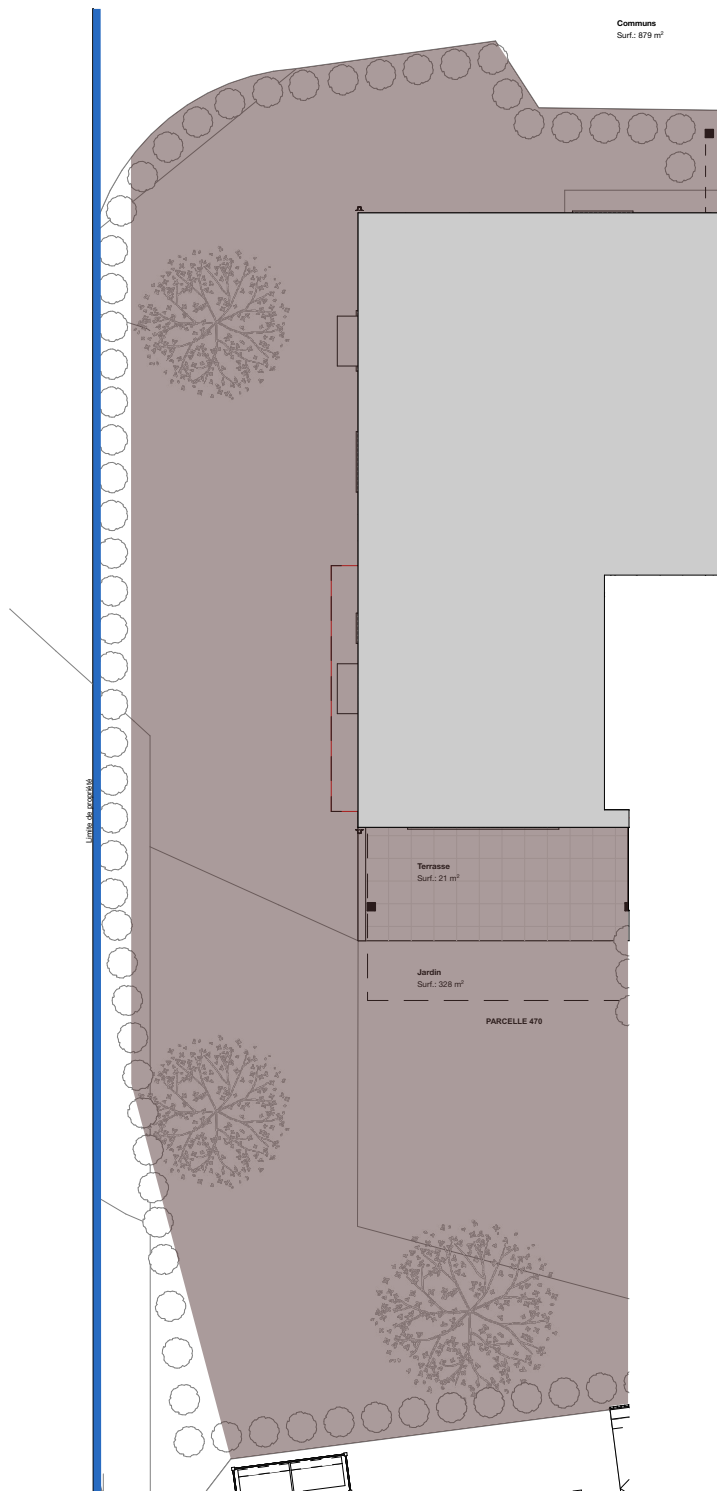 Communs
Surf.: 879 m²
Limite de propriété
Terrasse
Surf.: 21 m²
Jardin
Surf.: 328 m²
PARCELLE 470